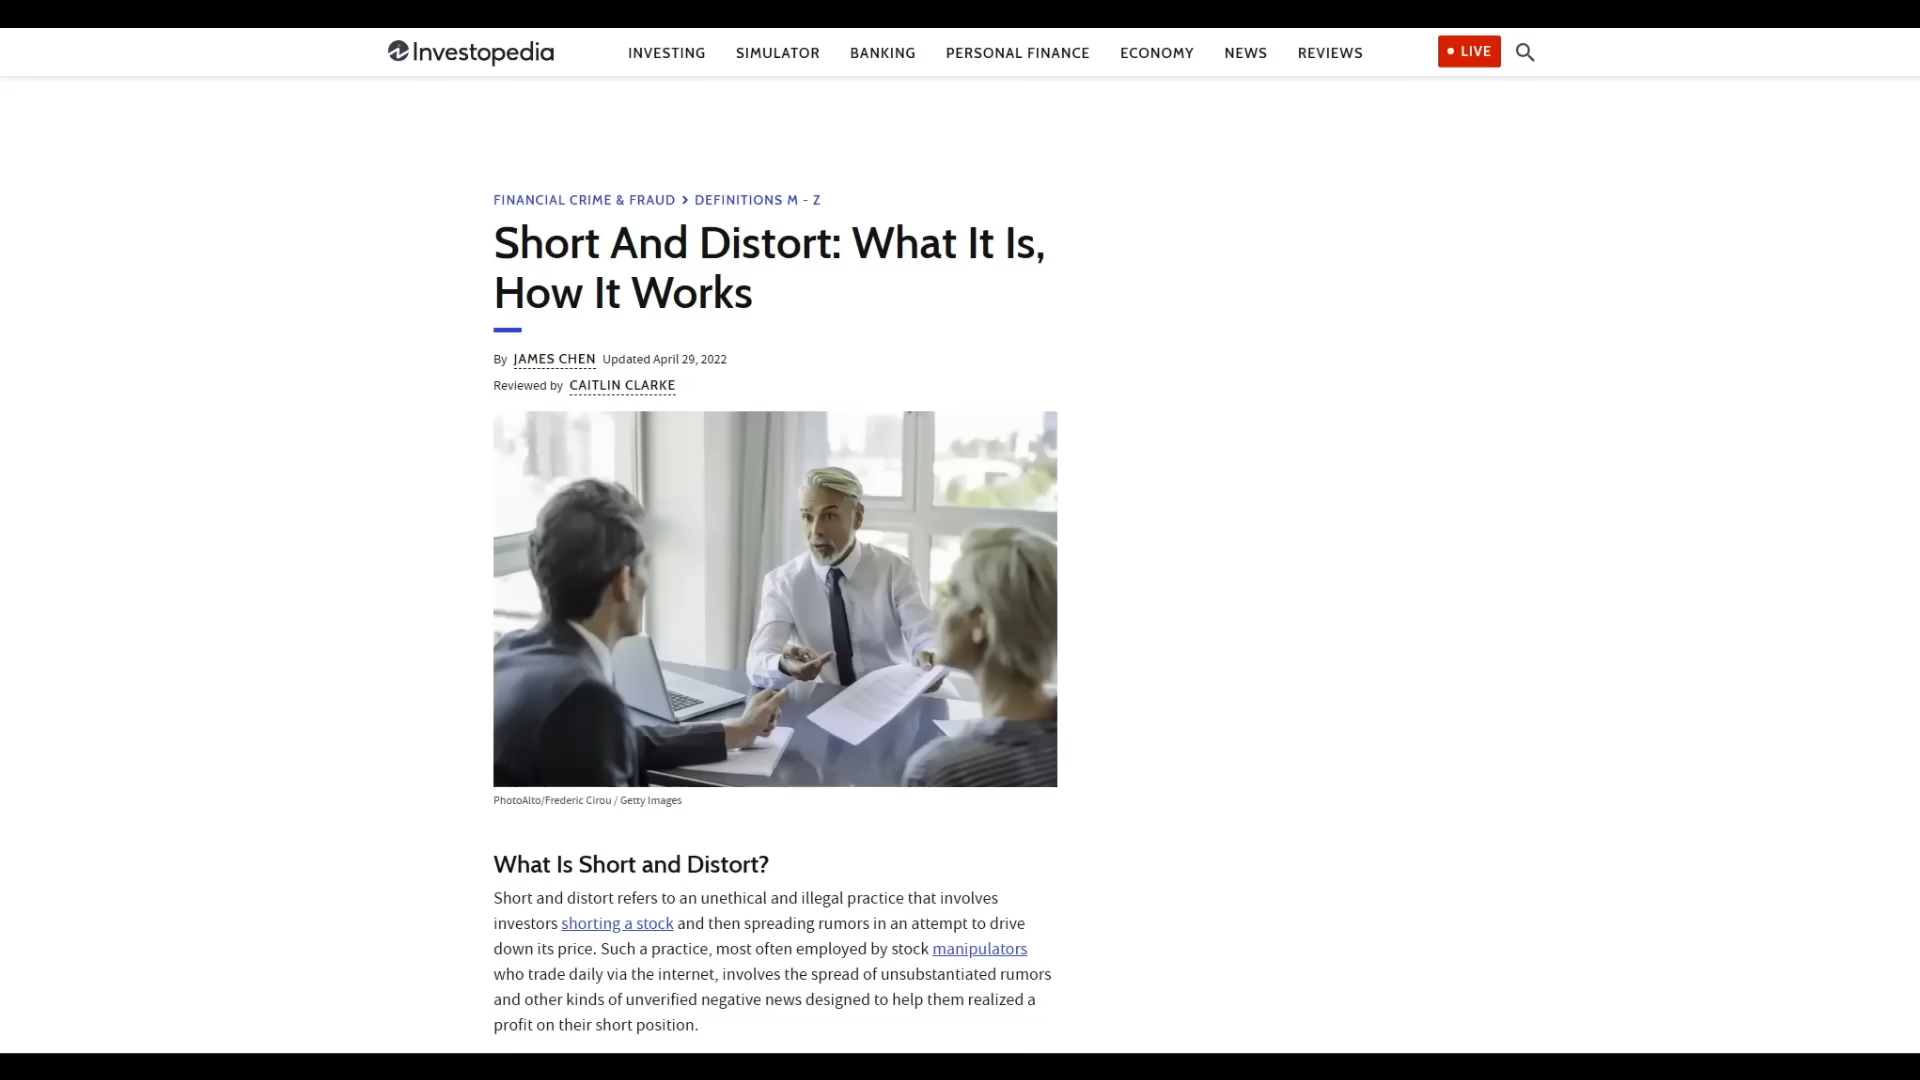 Investopedia
INVESTING SIMULATOR BANKING PERSONAL FINANCE ECONOMY NEWS REVIEWS
LIVE
FINANCIAL CRIME & FRAUD > DEFINITIONS M - Z
Short And Distort: What It Is,
How It Works
By JAMES CHEN Updated April 29, 2022
Reviewed by CAITLIN CLARKE
PhotoAlto/Frederic Cirou / Getty Images
What Is Short and Distort?
Short and distort refers to an unethical and illegal practice that involves
investors shorting a stock and then spreading rumors in an attempt to drive
down its price. Such a practice, most often employed by stock manipulators
who trade daily via the internet, involves the spread of unsubstantiated rumors
and other kinds of unverified negative news designed to help them realized a
profit on their short position.